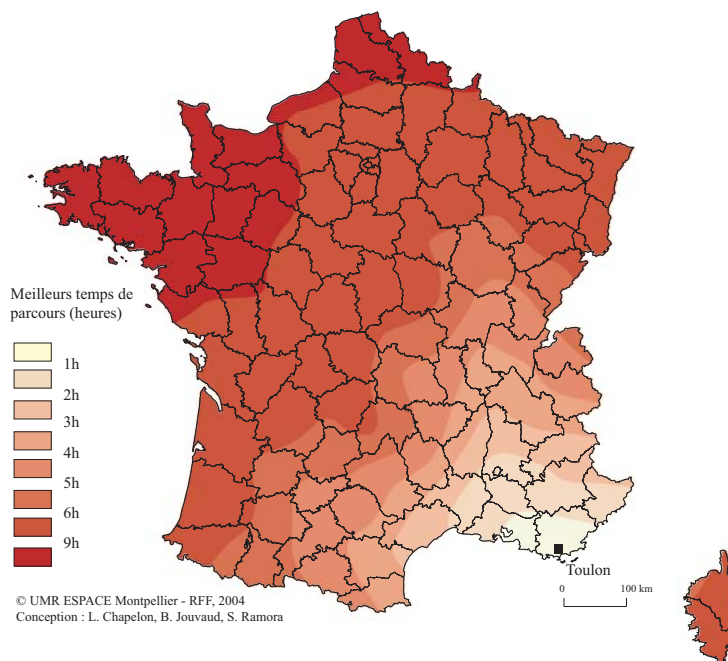 Meilleurs temps de
parcours (heures)
1h
2h
3h
4h
5h
6h
9h
Toulon
0 100 km
© UMR ESPACE Montpellier - RFF, 2004
Conception : L. Chapelon, B. Jouvaud, S. Ramora